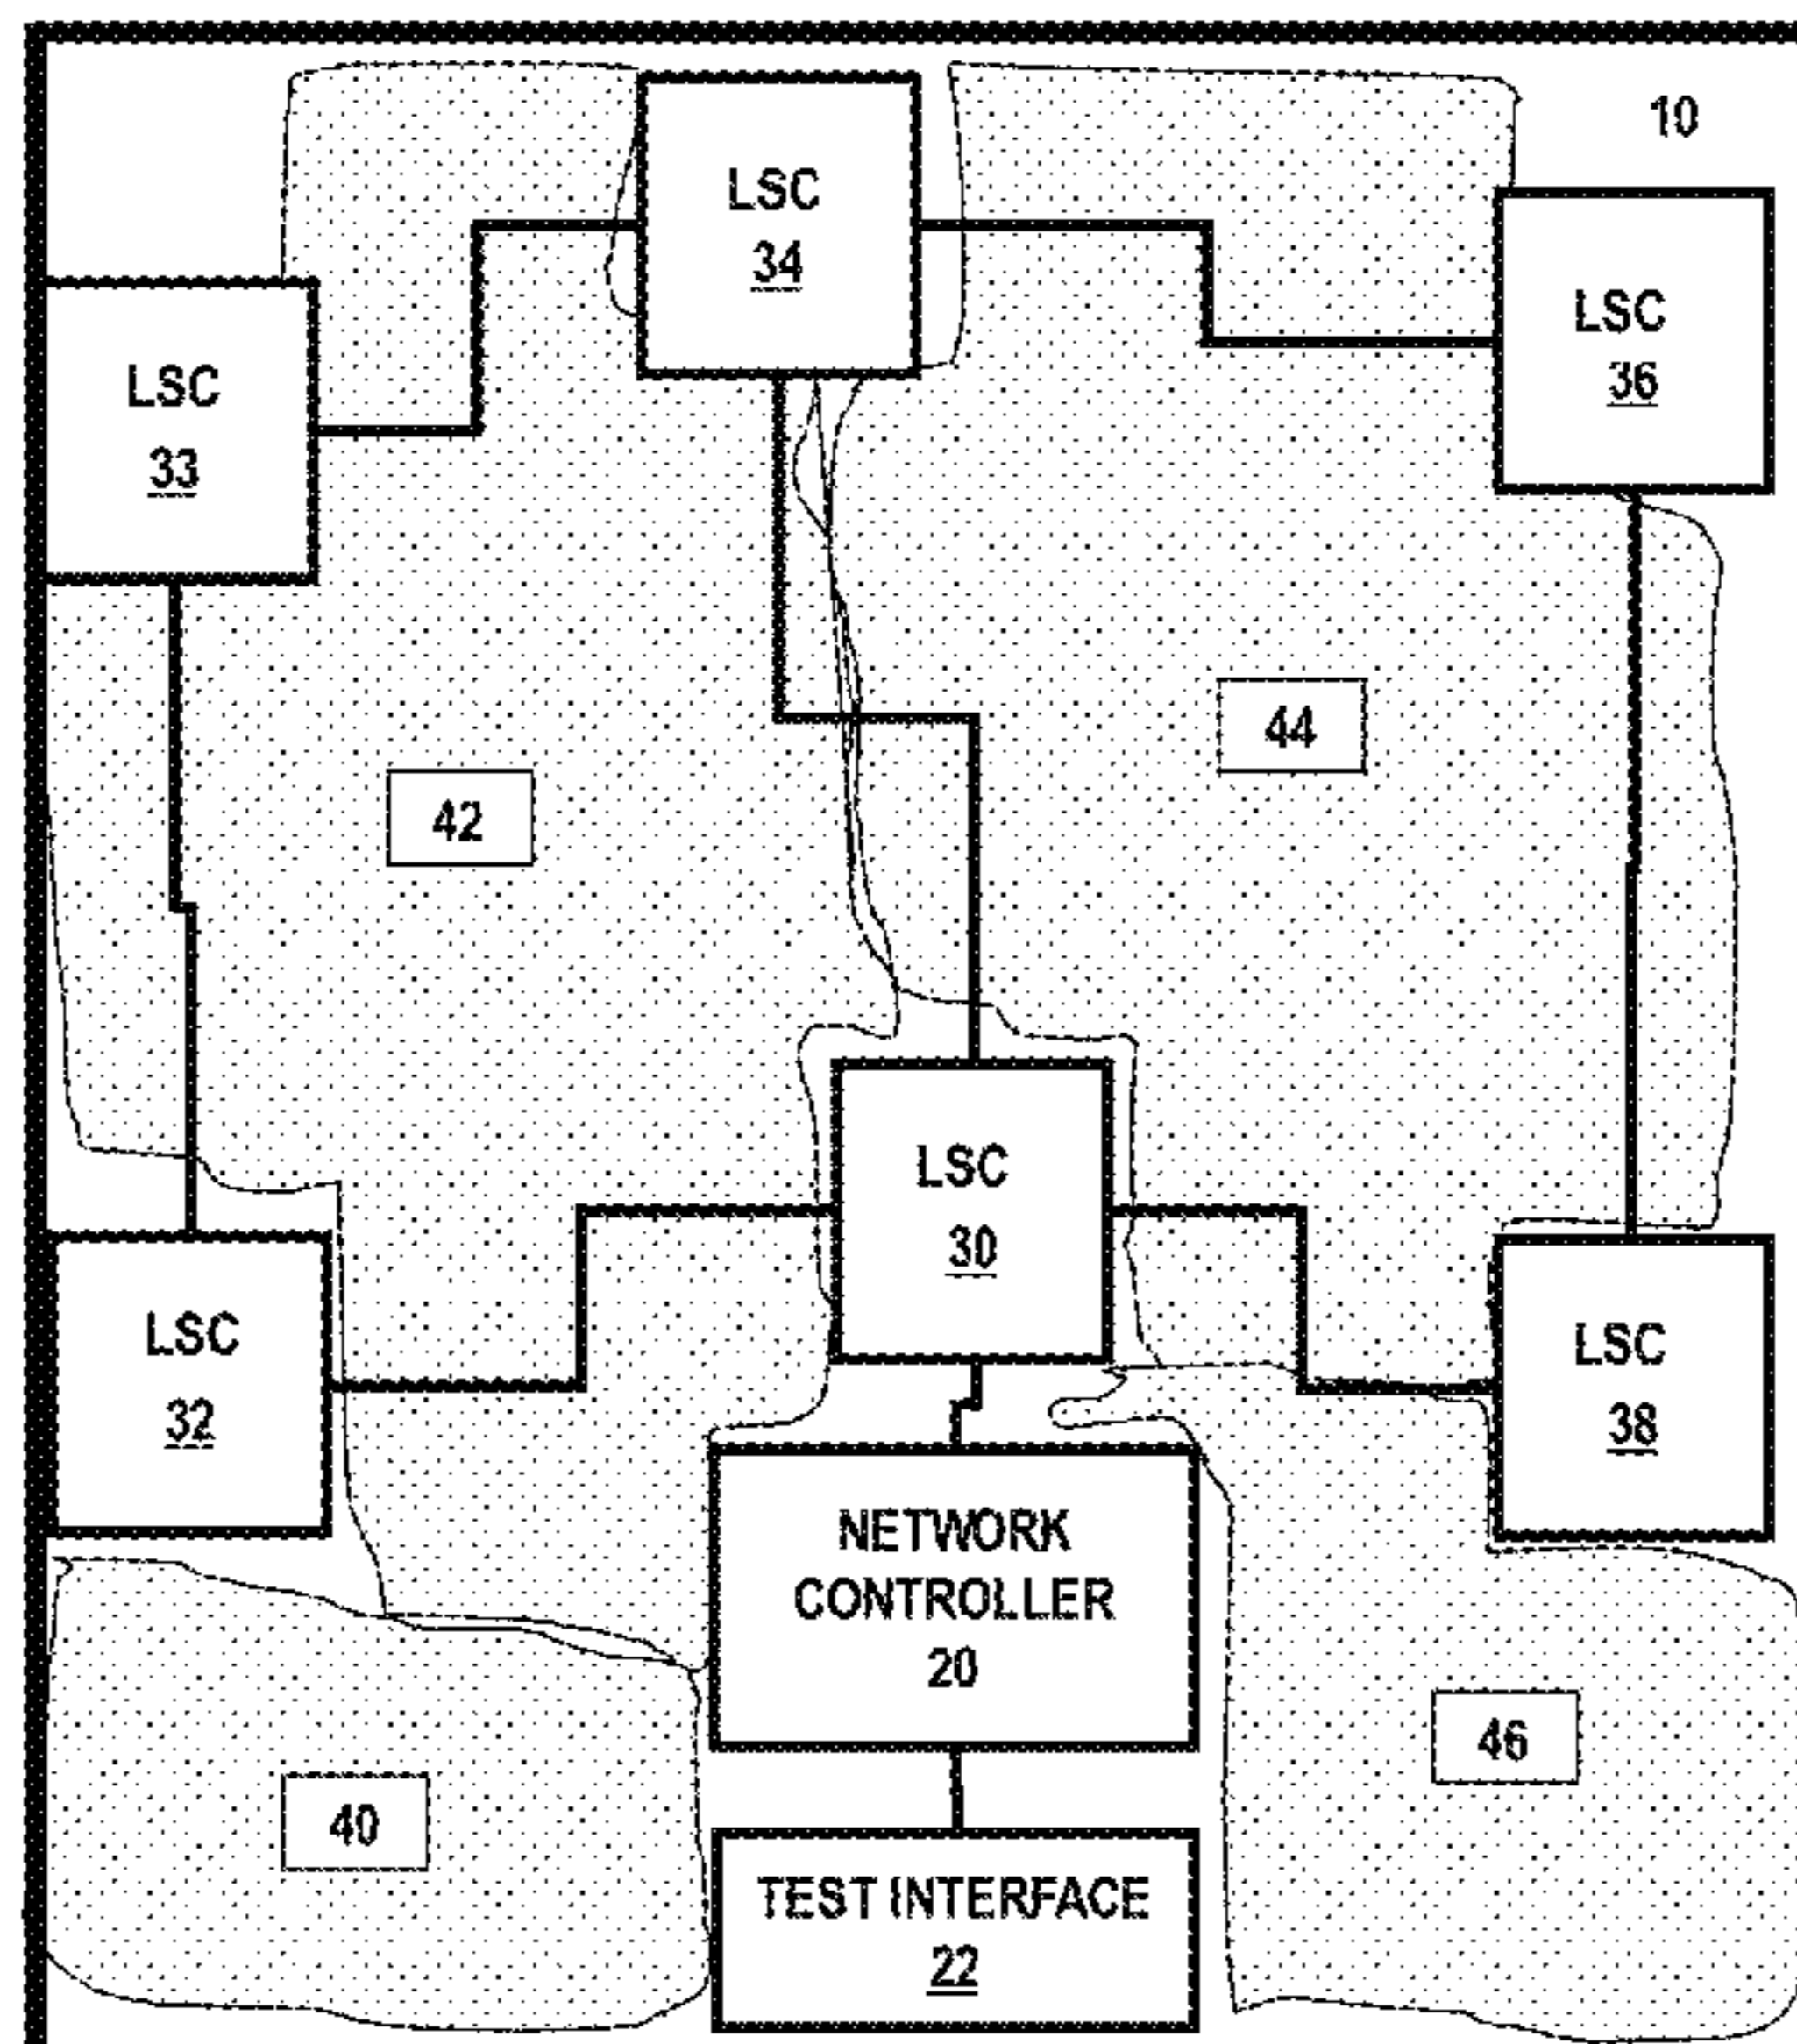 10
LSC
34
LSC
36
LSC
33
44
42
LSC
30
LSC
32
LSC
38
NETWORK
CONTROLLER
20
46
40
TEST INTERFACE
22